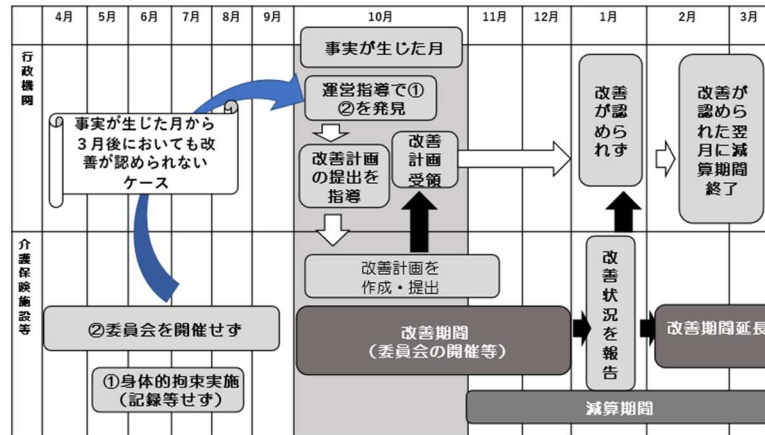 4月 5月 6月 7月 8月 9月 10月 11月 12月 1月 2月 3月
行政機関
事実が生じた月
運営指導で①
②を発見
事実が生じた月から
3月後においても改
善が認められない
ケース
改善計画
の提出を
指導
改善
計画
受領
改善
が認
めら
れず
改善が
認めら
れた翌
月に減
算期間
終了
介護保険施設等
改善計画を
作成・提出
②委員会を開催せず
改善期間
(委員会の開催等)
改善状況を報告
改善期間延長
①身体的拘束実施
(記録等せず)
減算期間